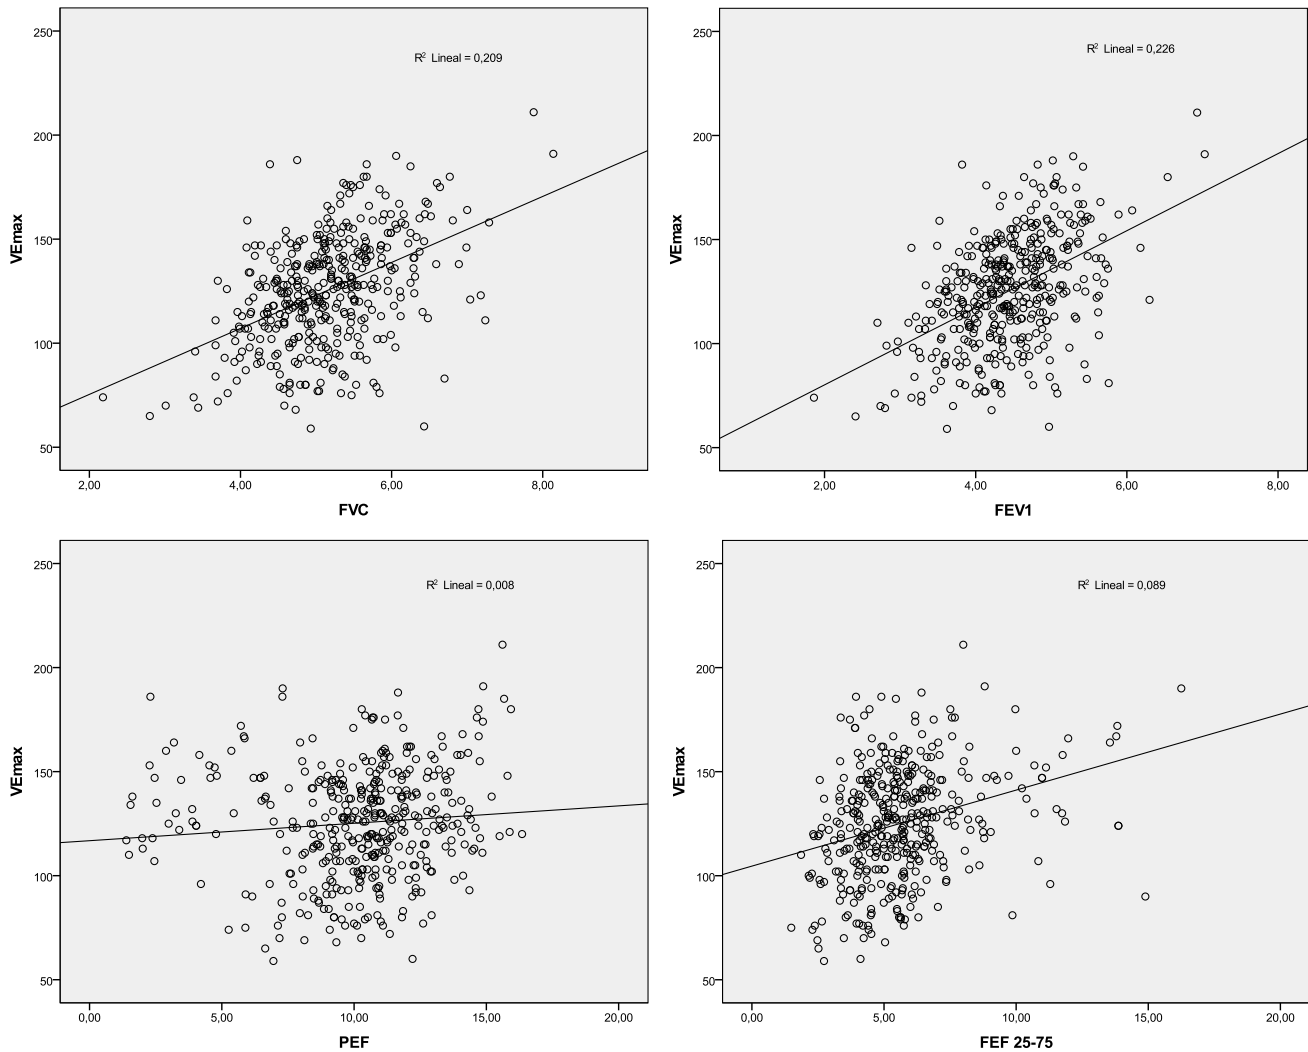 R² Lineal = 0,209
250
200
150
100
50
VEmax
2,00 4,00 6,00 8,00
FVC
R² Lineal = 0,226
250
200
150
100
50
VEmax
2,00 4,00 6,00 8,00
FEV1
R² Lineal = 0,008
250
200
150
100
50
VEmax
0,00 5,00 10,00 15,00 20,00
PEF
R² Lineal = 0,089
250
200
150
100
50
VEmax
0,00 5,00 10,00 15,00 20,00
FEF 25-75